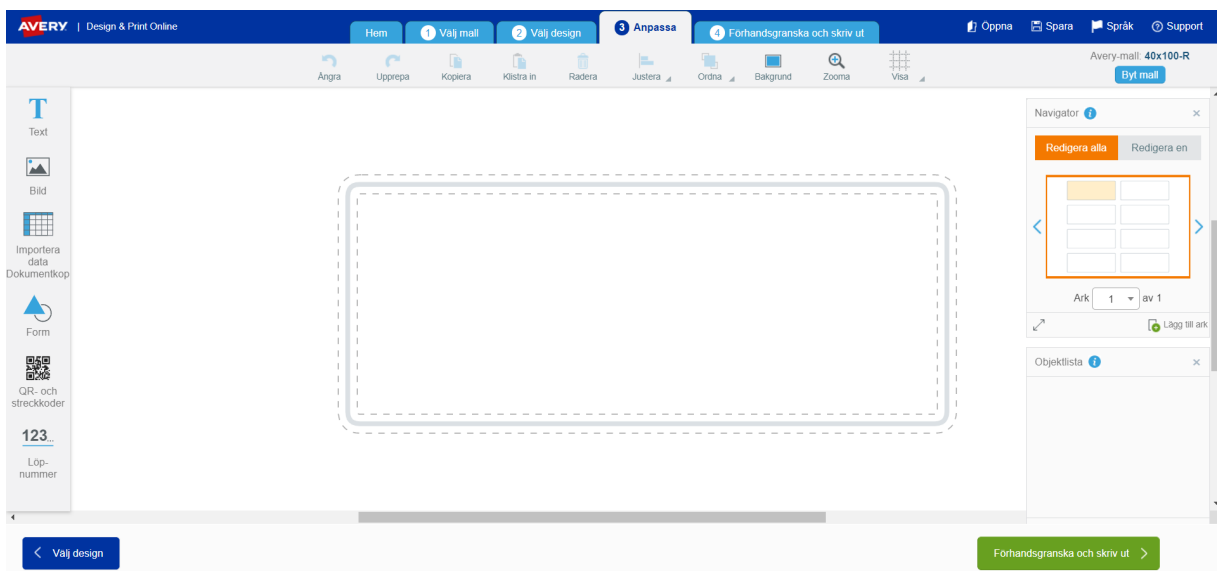 AVERY | Design & Print Online
Hem
1 Välj mall
2 Välj design
3 Anpassa
4 Förhandsgranska och skriv ut
Öppna
Spara
Språk
Support
Ångra
Upprepa
Kopiera
Klistra in
Radera
Justera
Ordna
Bakgrund
Zooma
Visa
Avery-mall: 40x100-R
Byt mall
T
Text
Bild
Importera
data
Dokumentkop
Form
QR- och
streckkoder
123...
Löp-
nummer
Navigator
Redigera alla
Redigera en
Ark 1 av 1
Lägg till ark
Objektlista
Välj design
Förhandsgranska och skriv ut